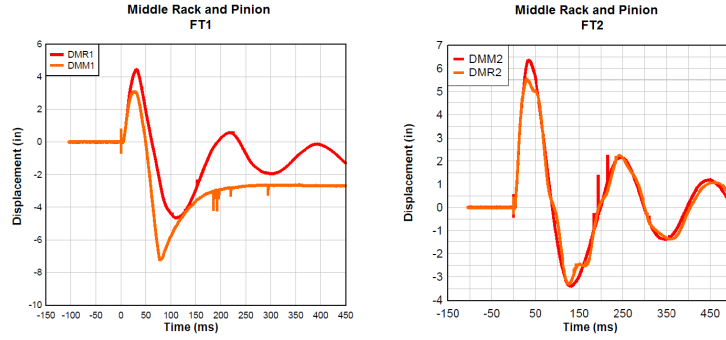 Middle Rack and Pinion
FT1
DMR1
DMM1
6
4
2
0
-2
-4
-6
-8
-10
Displacement (in)
-150 -100 -50 0 50 100 150 200 250 300 350 400 450
Time (ms)
Middle Rack and Pinion
FT2
DMM2
DMR2
7
6
5
4
3
2
1
0
-1
-2
-3
-4
Displacement (in)
-150 -50 50 150 250 350 450
Time (ms)